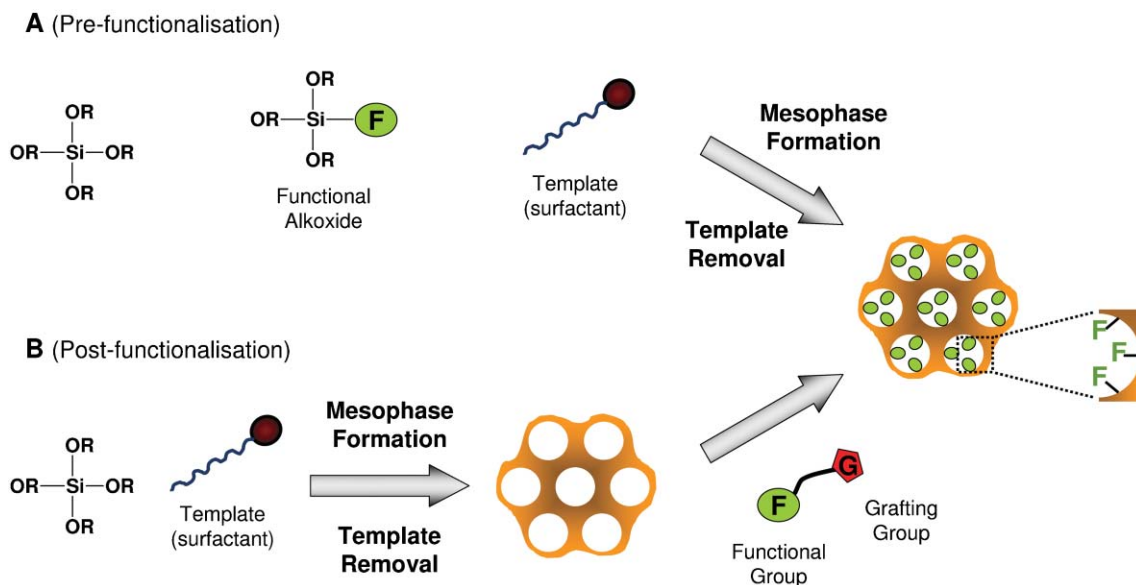 A (Pre-functionalisation)
OR
OR—Si—OR
OR
OR
OR—Si—F
OR
Functional
Alkoxide
Template
(surfactant)
Mesophase
Formation
Template
Removal
F
F
F
B (Post-functionalisation)
OR
OR—Si—OR
OR
Template
(surfactant)
Mesophase
Formation
Template
Removal
F
G
Functional
Group
Grafting
Group